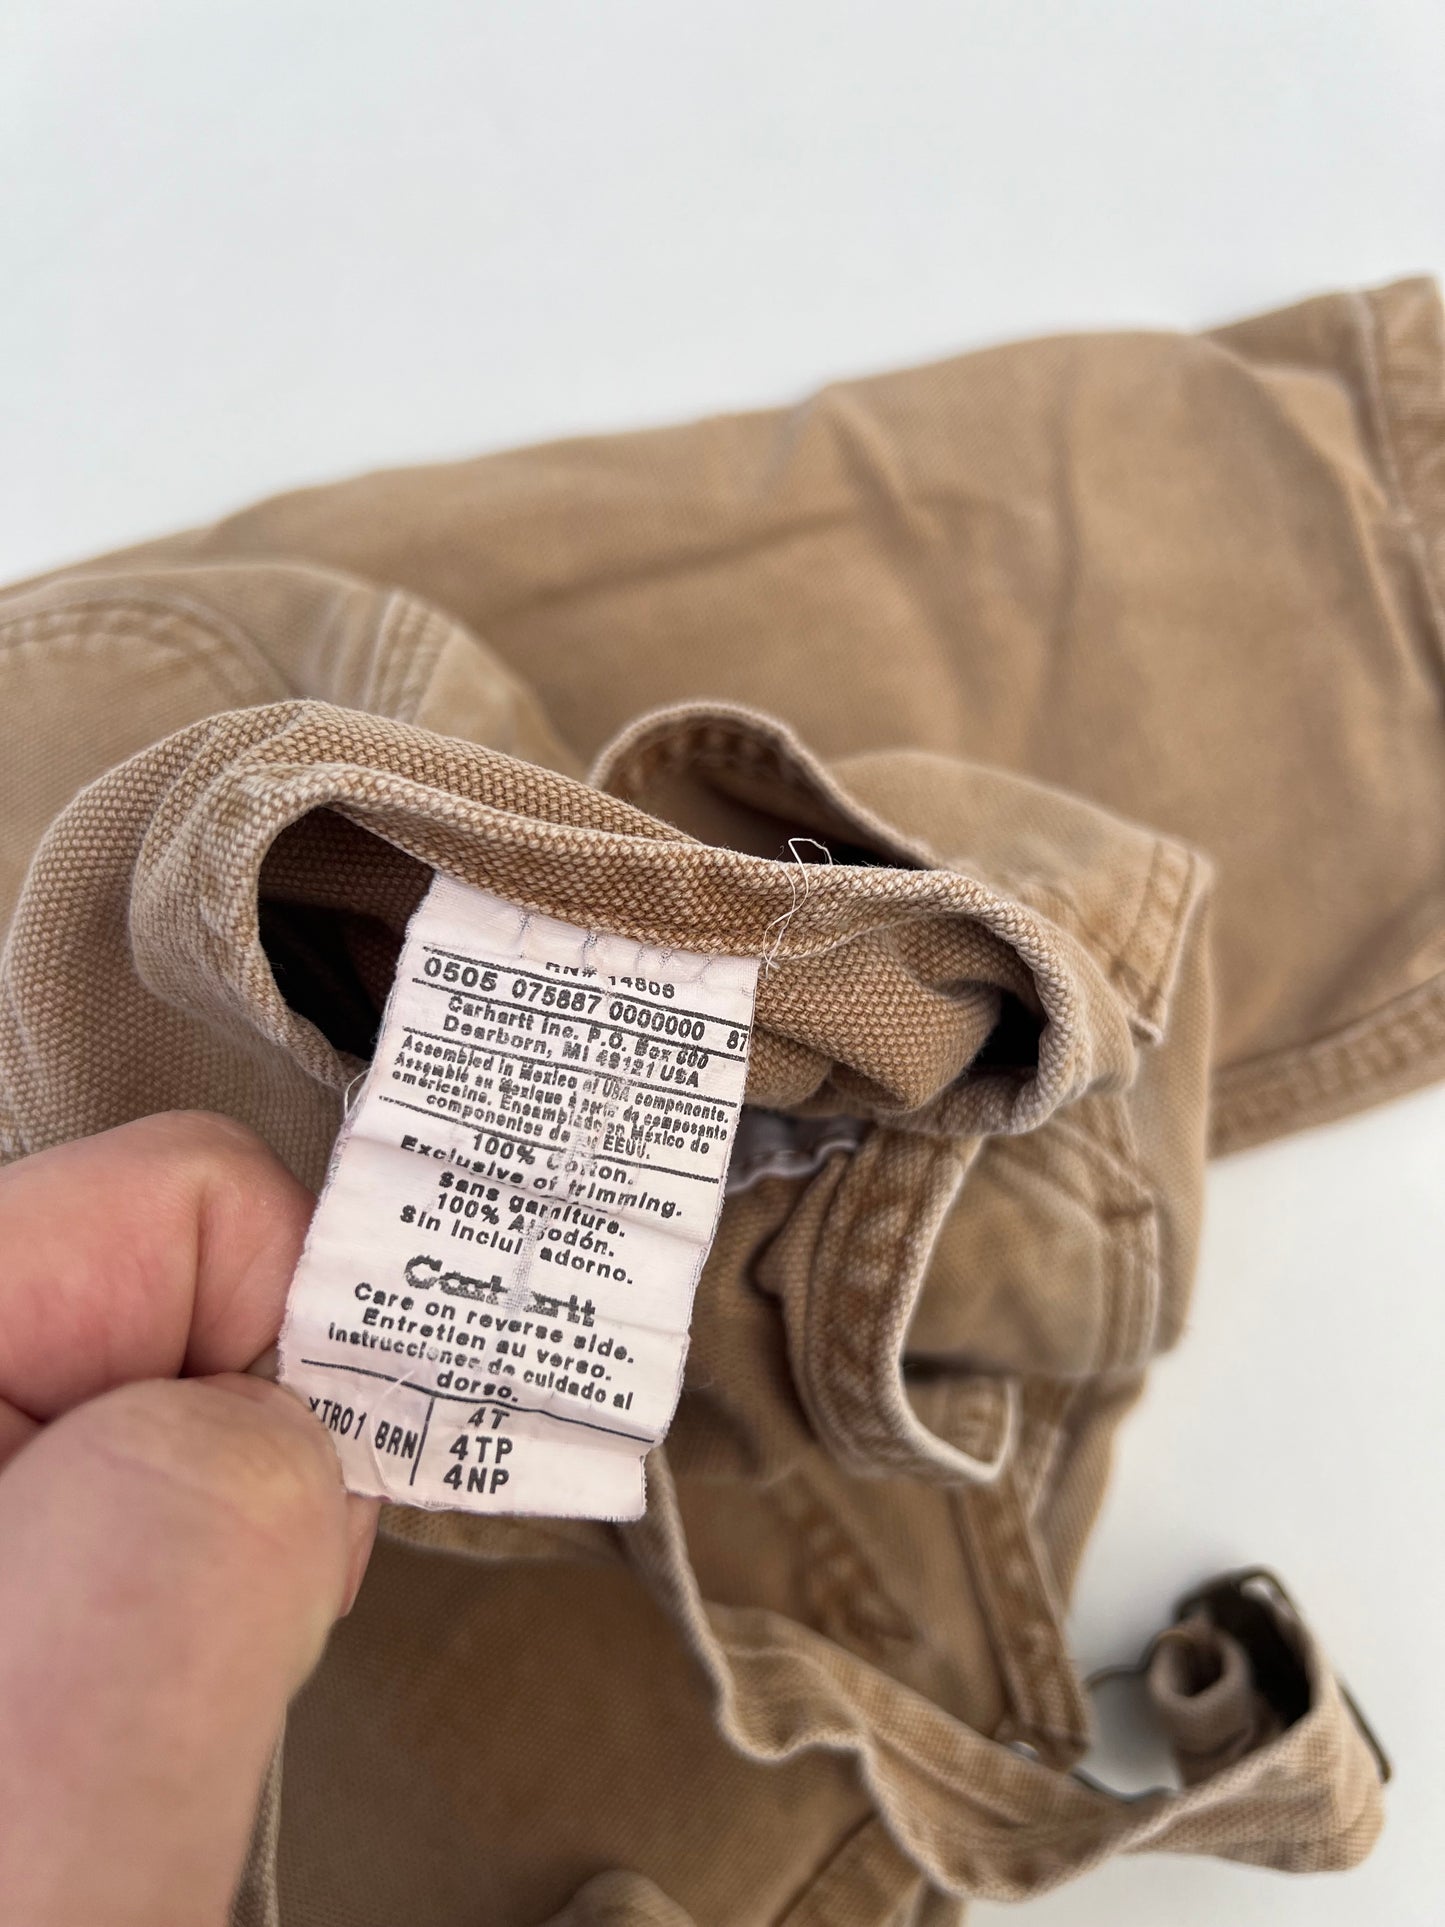 RN# 14806
0505 075887 0000000 87
Carhartt Inc. P.O. Box 600
Dearborn, MI 48121 USA
Assembled in Mexico of USA components.
Assemblé au Mexique à partir de composants
américaine. Ensamblado en México de
componentes de EEUU.
100% Cotton.
Exclusive of trimming.
Sans garniture.
100% Algodón.
Sin incluir adorno.
Carhartt
Care on reverse side.
Entretien au verso.
Instrucciones de cuidado al
dorso.
XTR01 BRN
4T
4TP
4NP